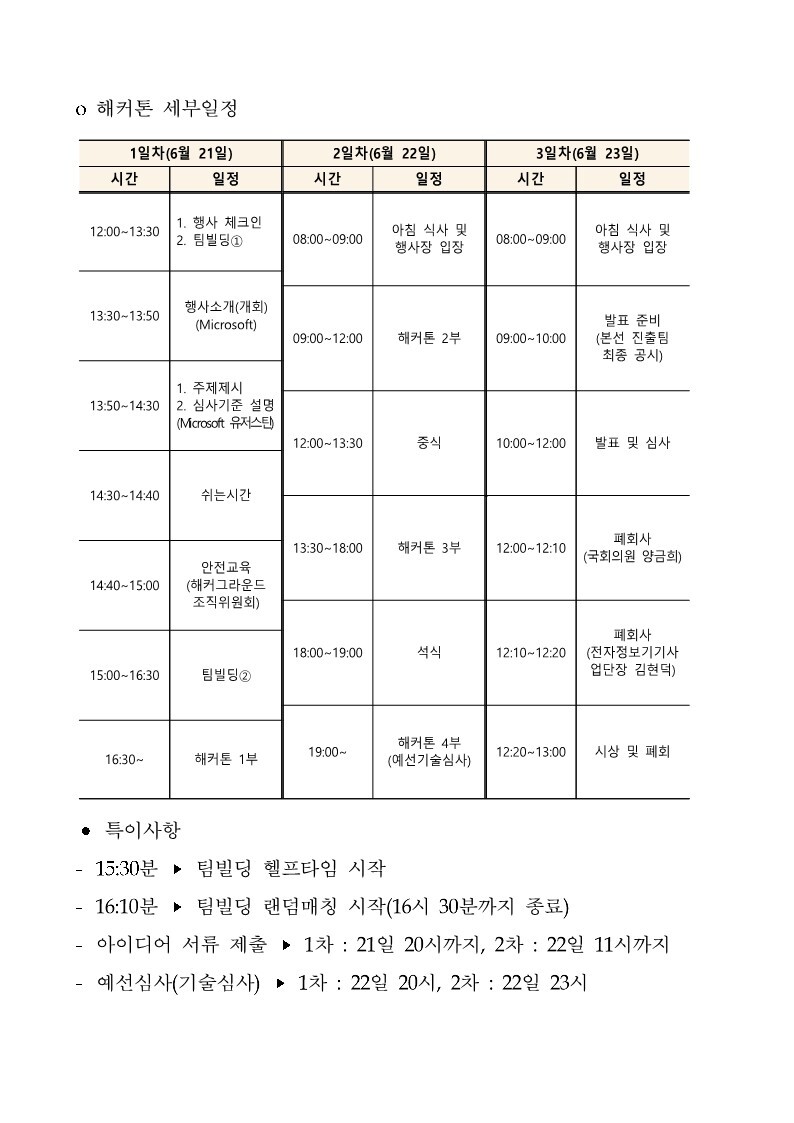 o 해커톤 세부일정
1일차(6월 21일) 2일차(6월 22일) 3일차(6월 23일)
시간 일정 시간 일정 시간 일정
12:00~13:30
1. 행사 체크인
2. 팀빌딩①
13:30~13:50
행사소개(개회)
(Microsoft)
13:50~14:30
1. 주제제시
2. 심사기준 설명
(Microsoft 유저스틴)
14:30~14:40
쉬는시간
14:40~15:00
안전교육
(해커그라운드
조직위원회)
15:00~16:30
팀빌딩②
16:30~
해커톤 1부
08:00~09:00
아침 식사 및
행사장 입장
09:00~12:00
해커톤 2부
12:00~13:30
중식
13:30~18:00
해커톤 3부
18:00~19:00
석식
19:00~
해커톤 4부
(예선기술심사)
08:00~09:00
아침 식사 및
행사장 입장
09:00~10:00
발표 준비
(본선 진출팀
최종 공시)
10:00~12:00
발표 및 심사
12:00~12:10
폐회사
(국회의원 양금희)
12:10~12:20
폐회사
(전자정보기기사
업단장 김현덕)
12:20~13:00
시상 및 폐회
● 특이사항
- 15:30분 ▶ 팀빌딩 헬프타임 시작
- 16:10분 ▶ 팀빌딩 랜덤매칭 시작(16시 30분까지 종료)
- 아이디어 서류 제출 ▶ 1차 : 21일 20시까지, 2차 : 22일 11시까지
- 예선심사(기술심사) ▶ 1차 : 22일 20시, 2차 : 22일 23시